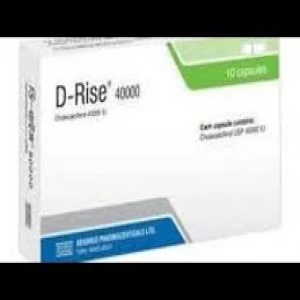 10 capsules
D-Rise® 40000
Cholecalciferol 40000 IU
Each capsule contains:
Cholecalciferol USP 40000 IU
BEXIMCO PHARMACEUTICALS LTD.